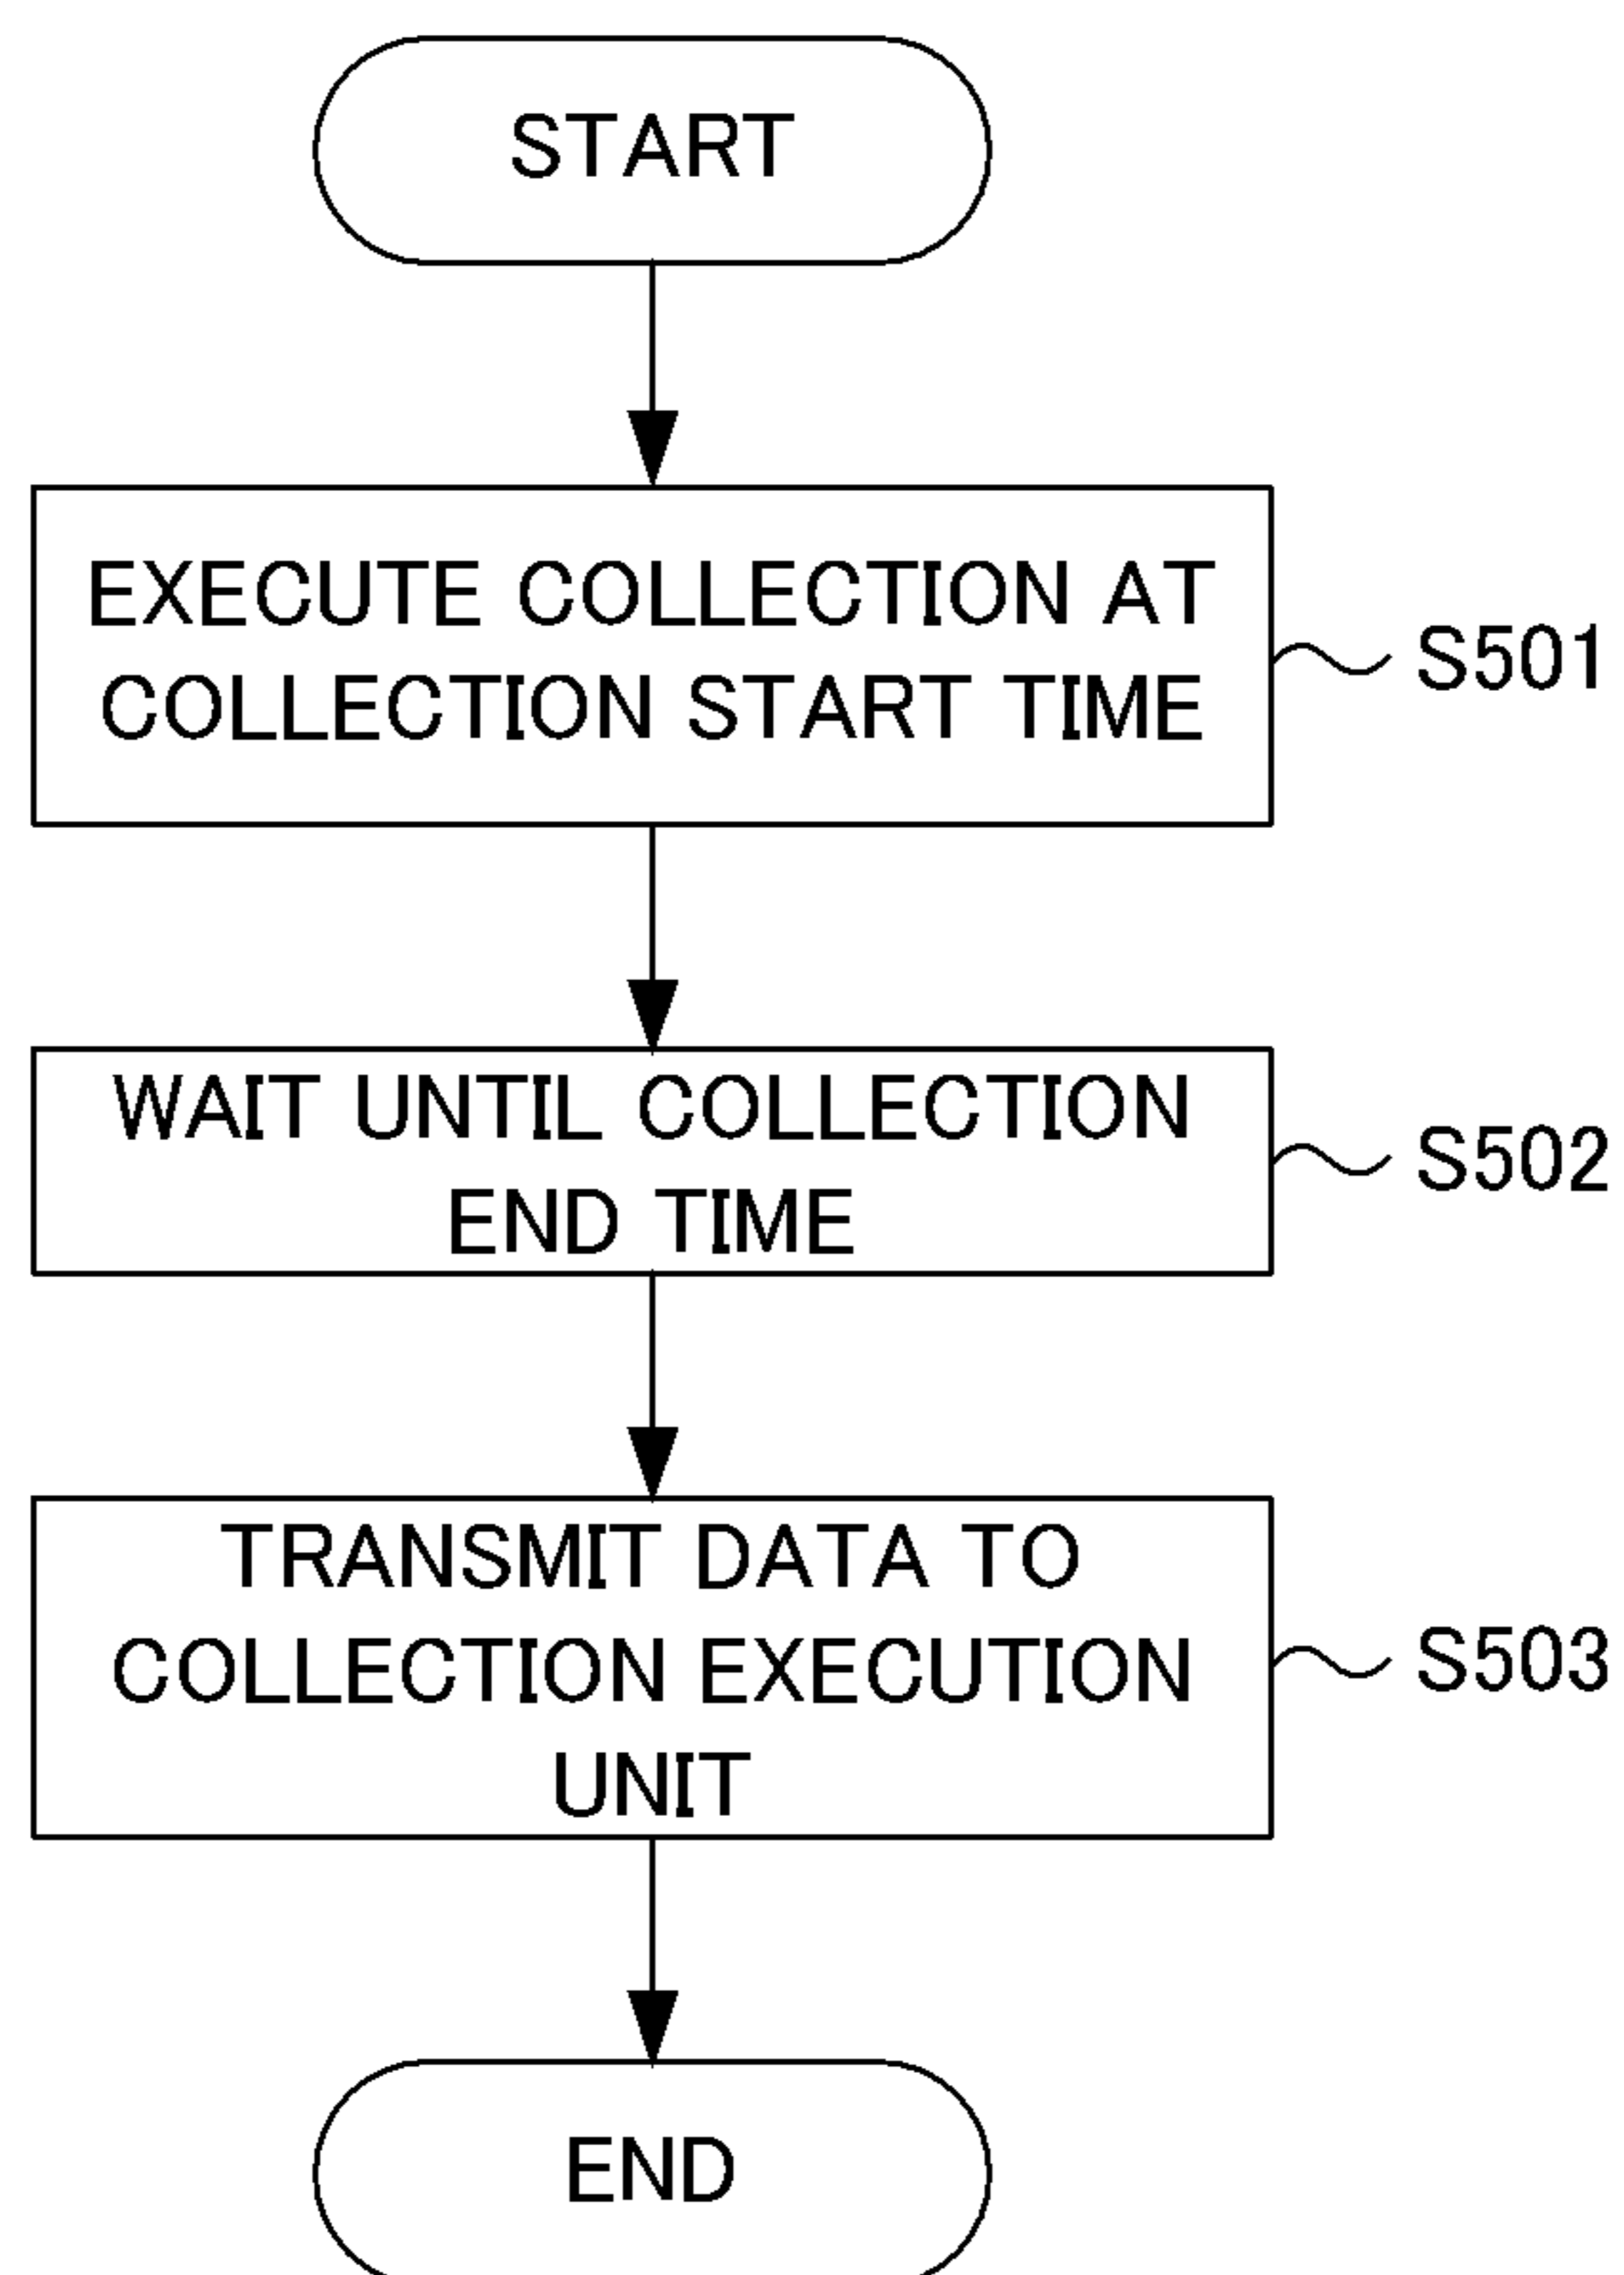 START
EXECUTE COLLECTION AT
COLLECTION START TIME
S501
WAIT UNTIL COLLECTION
END TIME
S502
TRANSMIT DATA TO
COLLECTION EXECUTION
UNIT
S503
END